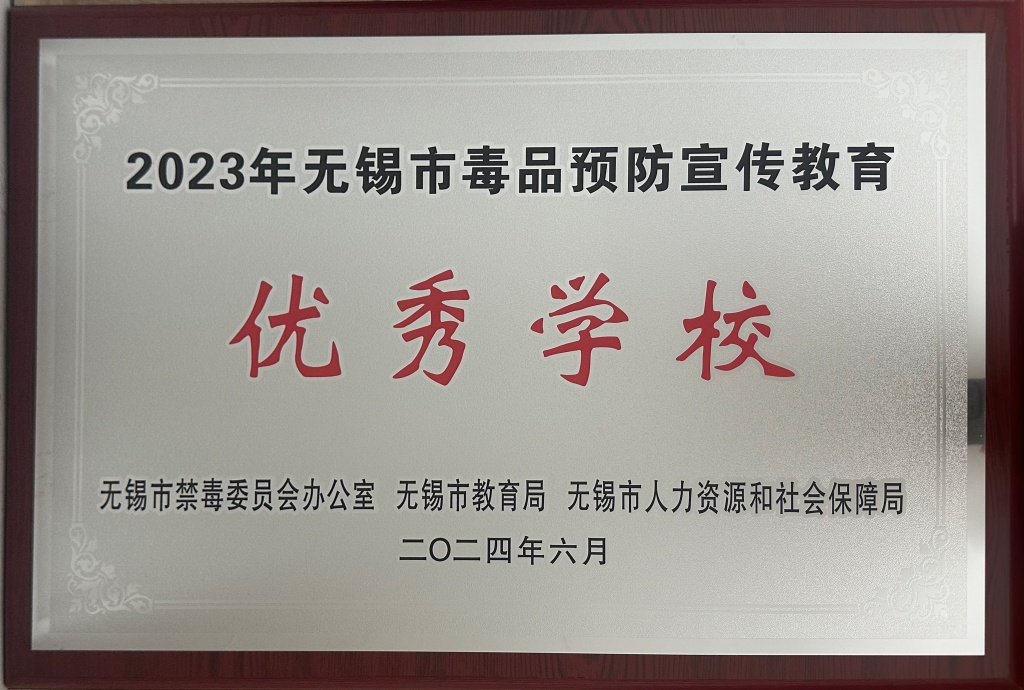 2023年无锡市毒品预防宣传教育
优秀学校
无锡市禁毒委员会办公室 无锡市教育局 无锡市人力资源和社会保障局
二〇二四年六月